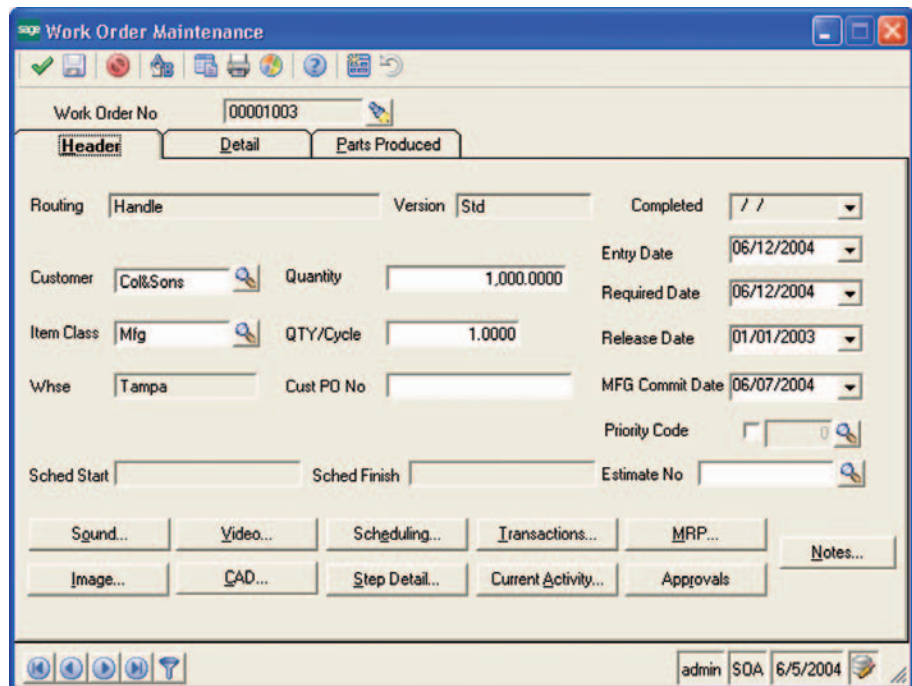 sage Work Order Maintenance
Work Order No 00001003
Header Detail Parts Produced
Routing Handle Version Std Completed / /
Entry Date 06/12/2004
Customer Col&Sons Quantity 1,000.0000
Required Date 06/12/2004
Item Class Mfg QTY/Cycle 1.0000 Release Date 01/01/2003
Whse Tampa Cust PO No MFG Commit Date 06/07/2004
Priority Code 0
Sched Start Sched Finish Estimate No
Sound... Video... Scheduling... Transactions... MRP...
Notes...
Image... CAD... Step Detail... Current Activity... Approvals
admin SOA 6/5/2004